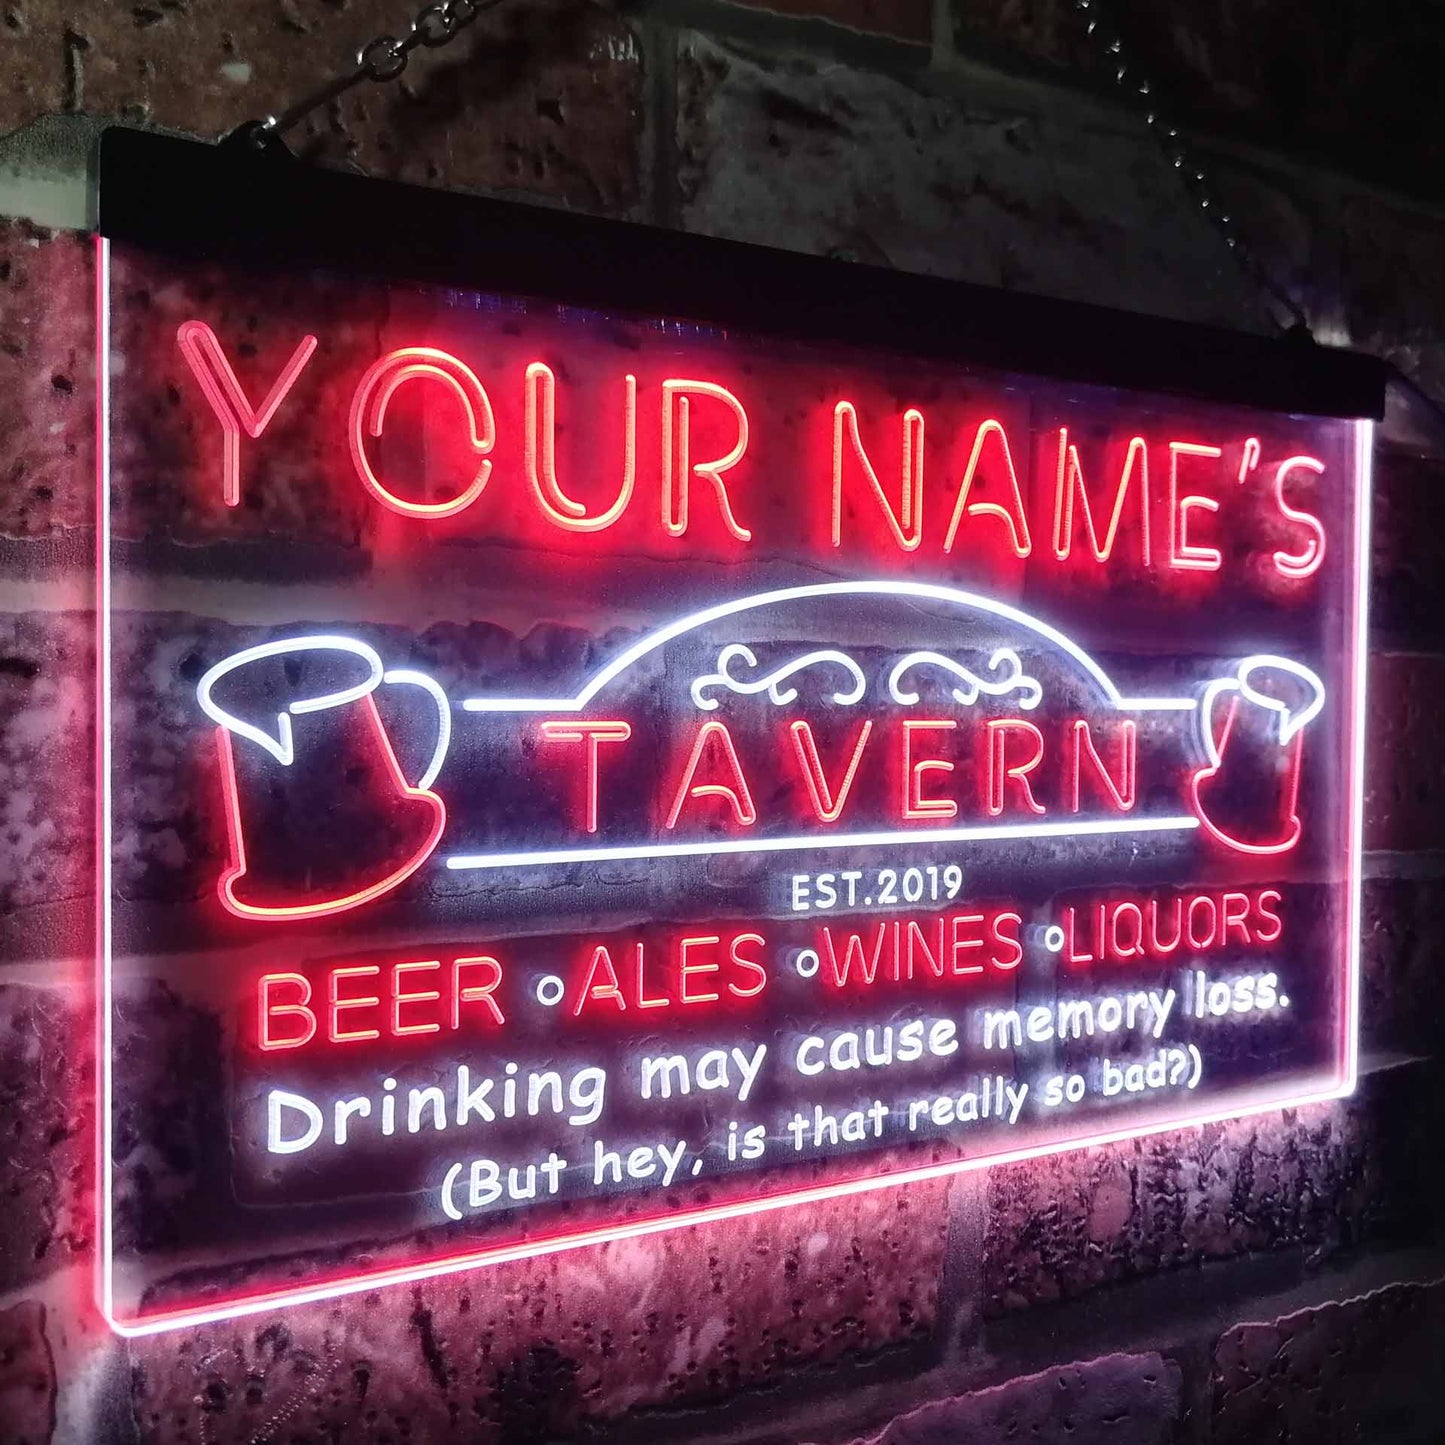 YOUR NAME'S
TAVERN
EST.2019
BEER ∘ ALES ∘ WINES ∘ LIQUORS
Drinking may cause memory loss.
(But hey, is that really so bad?)